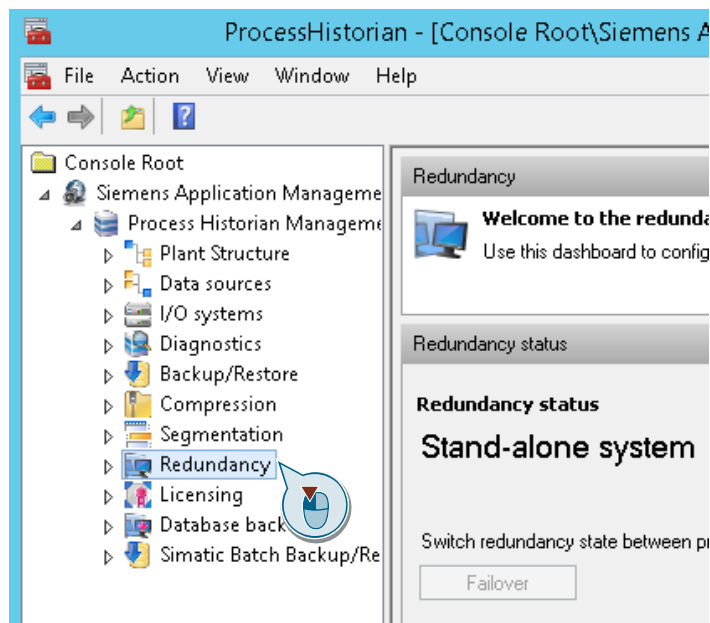 ProcessHistorian - [Console Root\Siemens A
File Action View Window Help
Console Root
Siemens Application Manageme
Process Historian Manageme
Plant Structure
Data sources
I/O systems
Diagnostics
Backup/Restore
Compression
Segmentation
Redundancy
Licensing
Database back
Simatic Batch Backup/Re
Redundancy
Welcome to the redunda
Use this dashboard to config
Redundancy status
Redundancy status
Stand-alone system
Switch redundancy state between pr
Failover